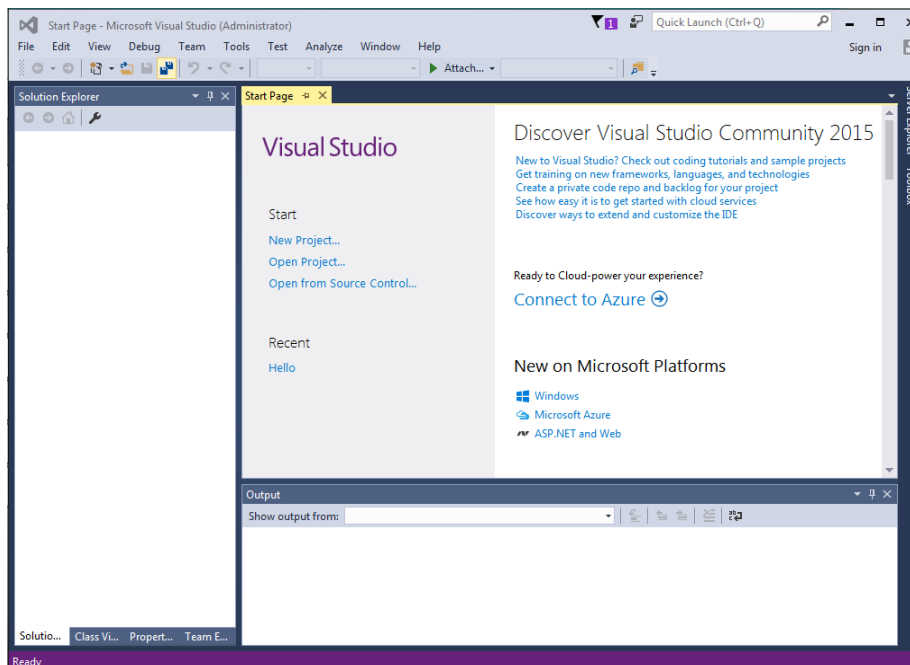 Start Page - Microsoft Visual Studio (Administrator)
1
Quick Launch (Ctrl+Q)
File Edit View Debug Team Tools Test Analyze Window Help
Sign in
Attach...
Solution Explorer
Start Page
Server Explorer
Toolbox
Visual Studio
Start
New Project...
Open Project...
Open from Source Control...
Recent
Hello
Discover Visual Studio Community 2015
New to Visual Studio? Check out coding tutorials and sample projects
Get training on new frameworks, languages, and technologies
Create a private code repo and backlog for your project
See how easy it is to get started with cloud services
Discover ways to extend and customize the IDE
Ready to Cloud-power your experience?
Connect to Azure
New on Microsoft Platforms
Windows
Microsoft Azure
ASP.NET and Web
Output
Show output from:
Solutio... Class Vi... Propert... Team E...
Ready